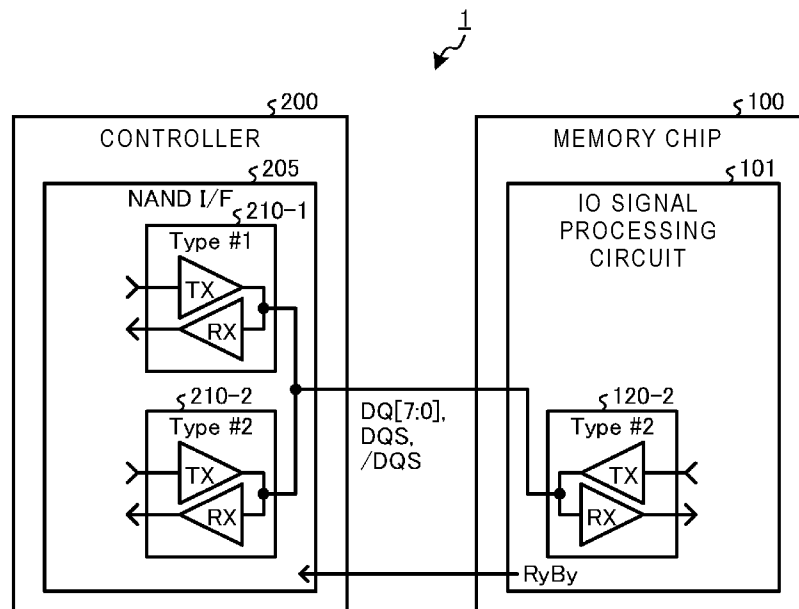 1
200
CONTROLLER
205
NAND I/F
210-1
Type #1
TX
RX
210-2
Type #2
TX
RX
DQ[7:0],
DQS,
/DQS
100
MEMORY CHIP
101
IO SIGNAL
PROCESSING
CIRCUIT
120-2
Type #2
TX
RX
RyBy